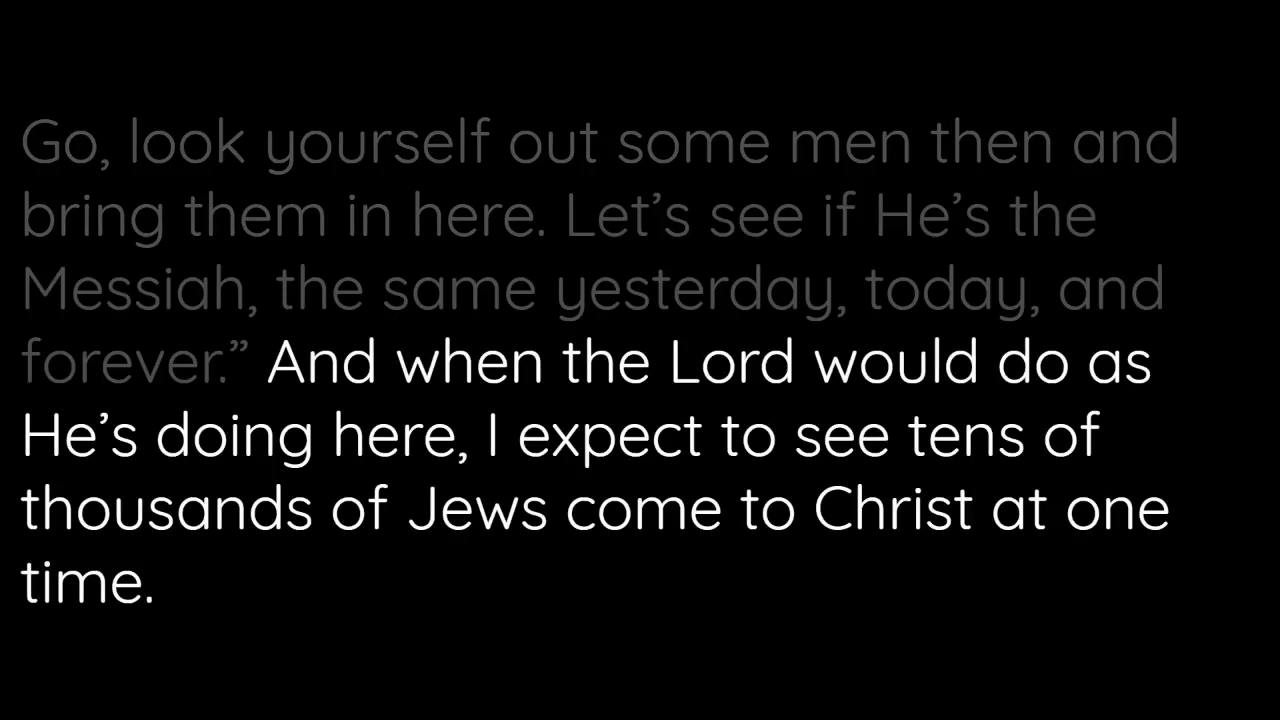 Go, look yourself out some men then and
bring them in here. Let’s see if He’s the
Messiah, the same yesterday, today, and
forever.” And when the Lord would do as
He’s doing here, I expect to see tens of
thousands of Jews come to Christ at one
time.